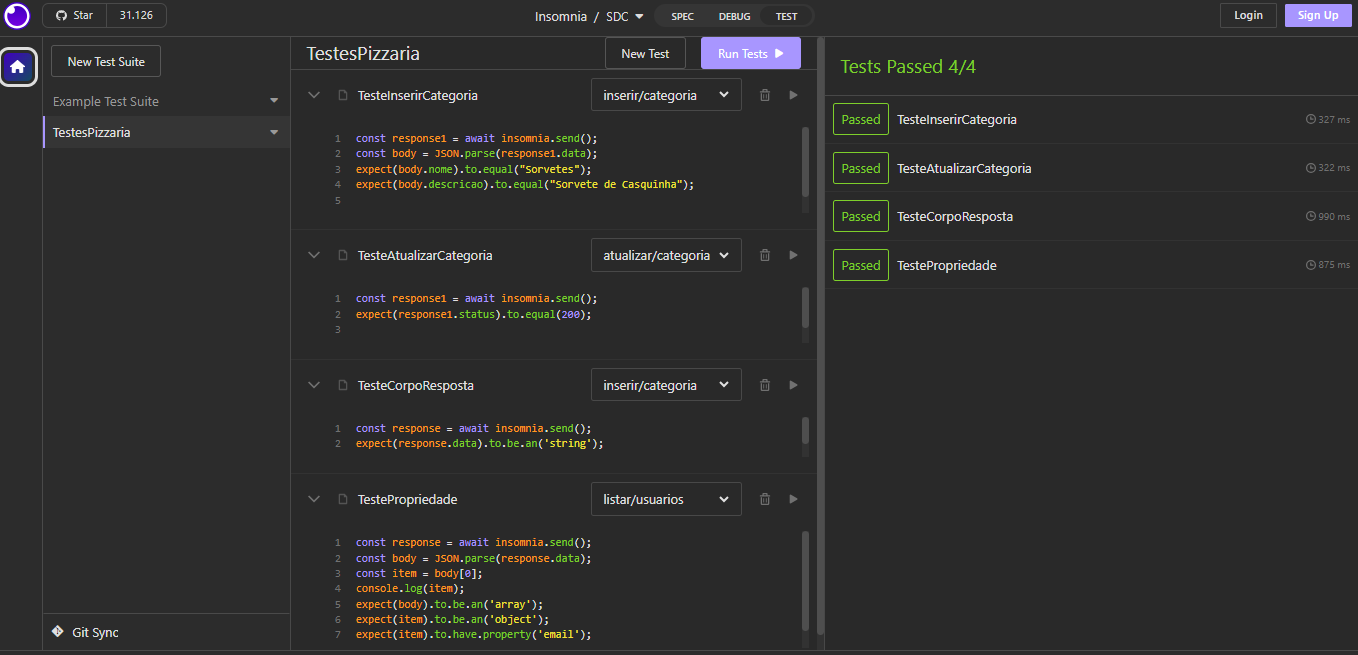 Star 31.126
Insomnia / SDC
SPEC DEBUG TEST
Login Sign Up
New Test Suite
Example Test Suite
TestesPizzaria
Git Sync
TestesPizzaria New Test Run Tests
TesteInserirCategoria inserir/categoria
1 const response1 = await insomnia.send();
2 const body = JSON.parse(response1.data);
3 expect(body.nome).to.equal("Sorvetes");
4 expect(body.descricao).to.equal("Sorvete de Casquinha");
5
TesteAtualizarCategoria atualizar/categoria
1 const response1 = await insomnia.send();
2 expect(response1.status).to.equal(200);
3
TesteCorpoResposta inserir/categoria
1 const response = await insomnia.send();
2 expect(response.data).to.be.an('string');
TestePropriedade listar/usuarios
1 const response = await insomnia.send();
2 const body = JSON.parse(response.data);
3 const item = body[0];
4 console.log(item);
5 expect(body).to.be.an('array');
6 expect(item).to.be.an('object');
7 expect(item).to.have.property('email');
Tests Passed 4/4
Passed TesteInserirCategoria 327 ms
Passed TesteAtualizarCategoria 322 ms
Passed TesteCorpoResposta 990 ms
Passed TestePropriedade 875 ms